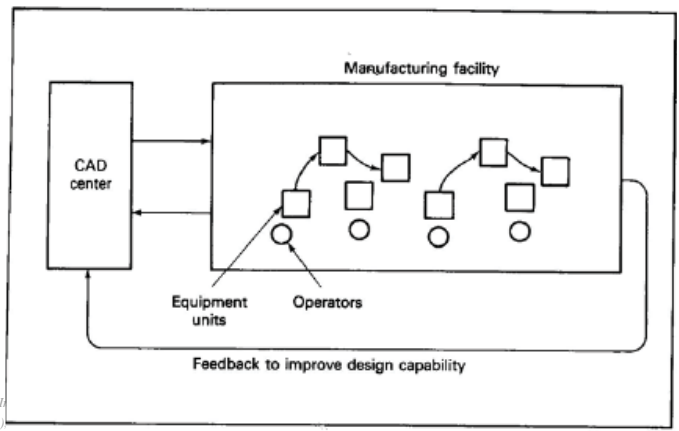 Manufacturing facility
CAD
center
Equipment
units
Operators
Feedback to improve design capability